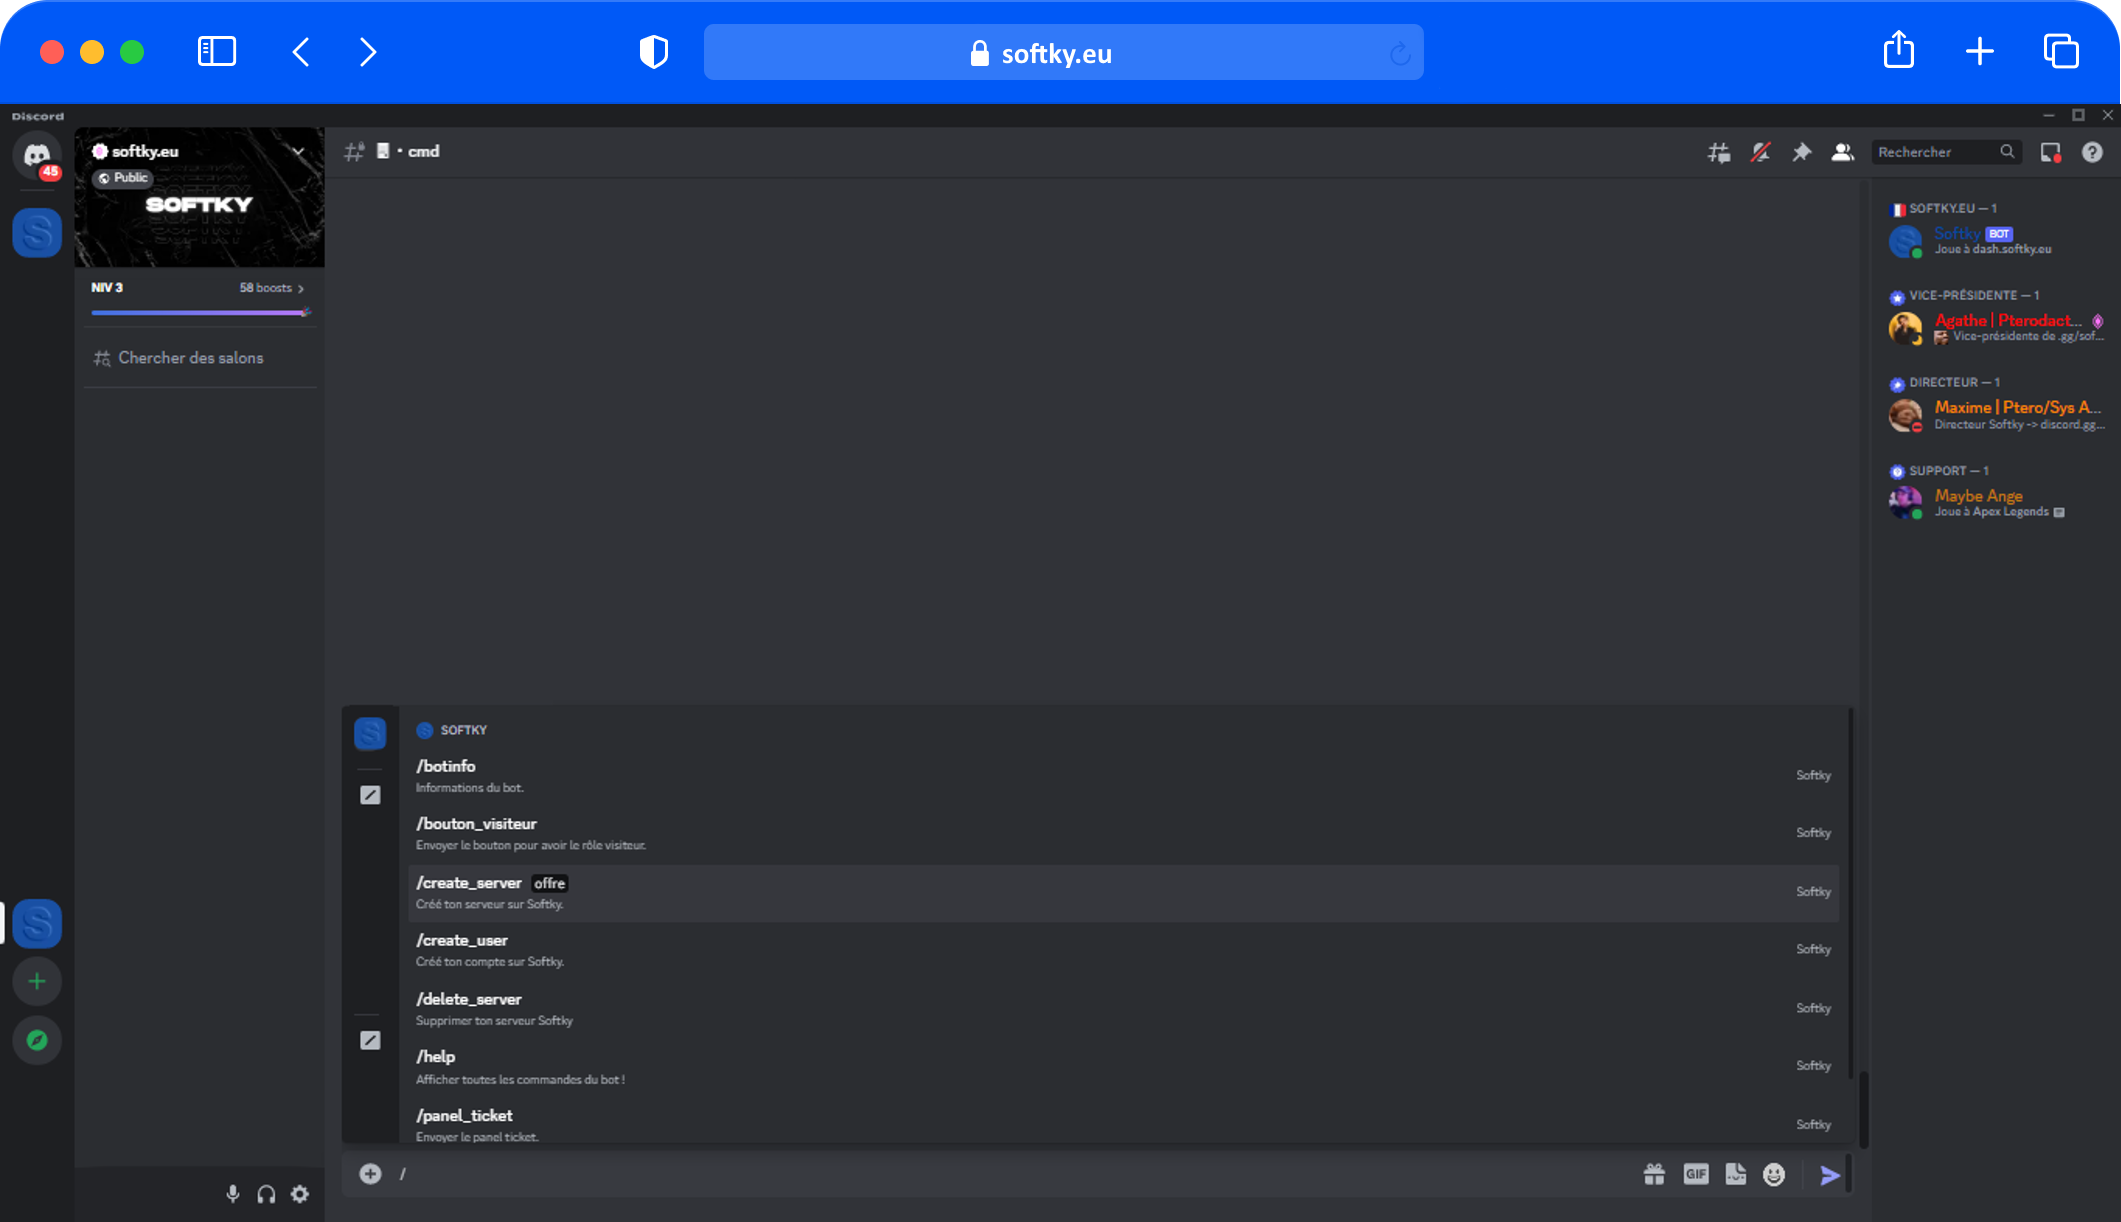 softky.eu
Discord
45
softky.eu
Public
SOFTKY
NIV 3
58 boosts
Chercher des salons
• cmd
Rechercher
SOFTKY.EU — 1
Softky BOT
Joue à dash.softky.eu
VICE-PRÉSIDENTE — 1
Agathe | Pterodact...
Vice-présidente de .gg/sof...
DIRECTEUR — 1
Maxime | Ptero/Sys A...
Directeur Softky -> discord.gg...
SUPPORT — 1
Maybe Ange
Joue à Apex Legends
SOFTKY
/botinfo
Informations du bot.
Softky
/bouton_visiteur
Envoyer le bouton pour avoir le rôle visiteur.
Softky
/create_server offre
Créé ton serveur sur Softky.
Softky
/create_user
Créé ton compte sur Softky.
Softky
/delete_server
Supprimer ton serveur Softky
Softky
/help
Afficher toutes les commandes du bot !
Softky
/panel_ticket
Envoyer le panel ticket.
Softky
/
GIF